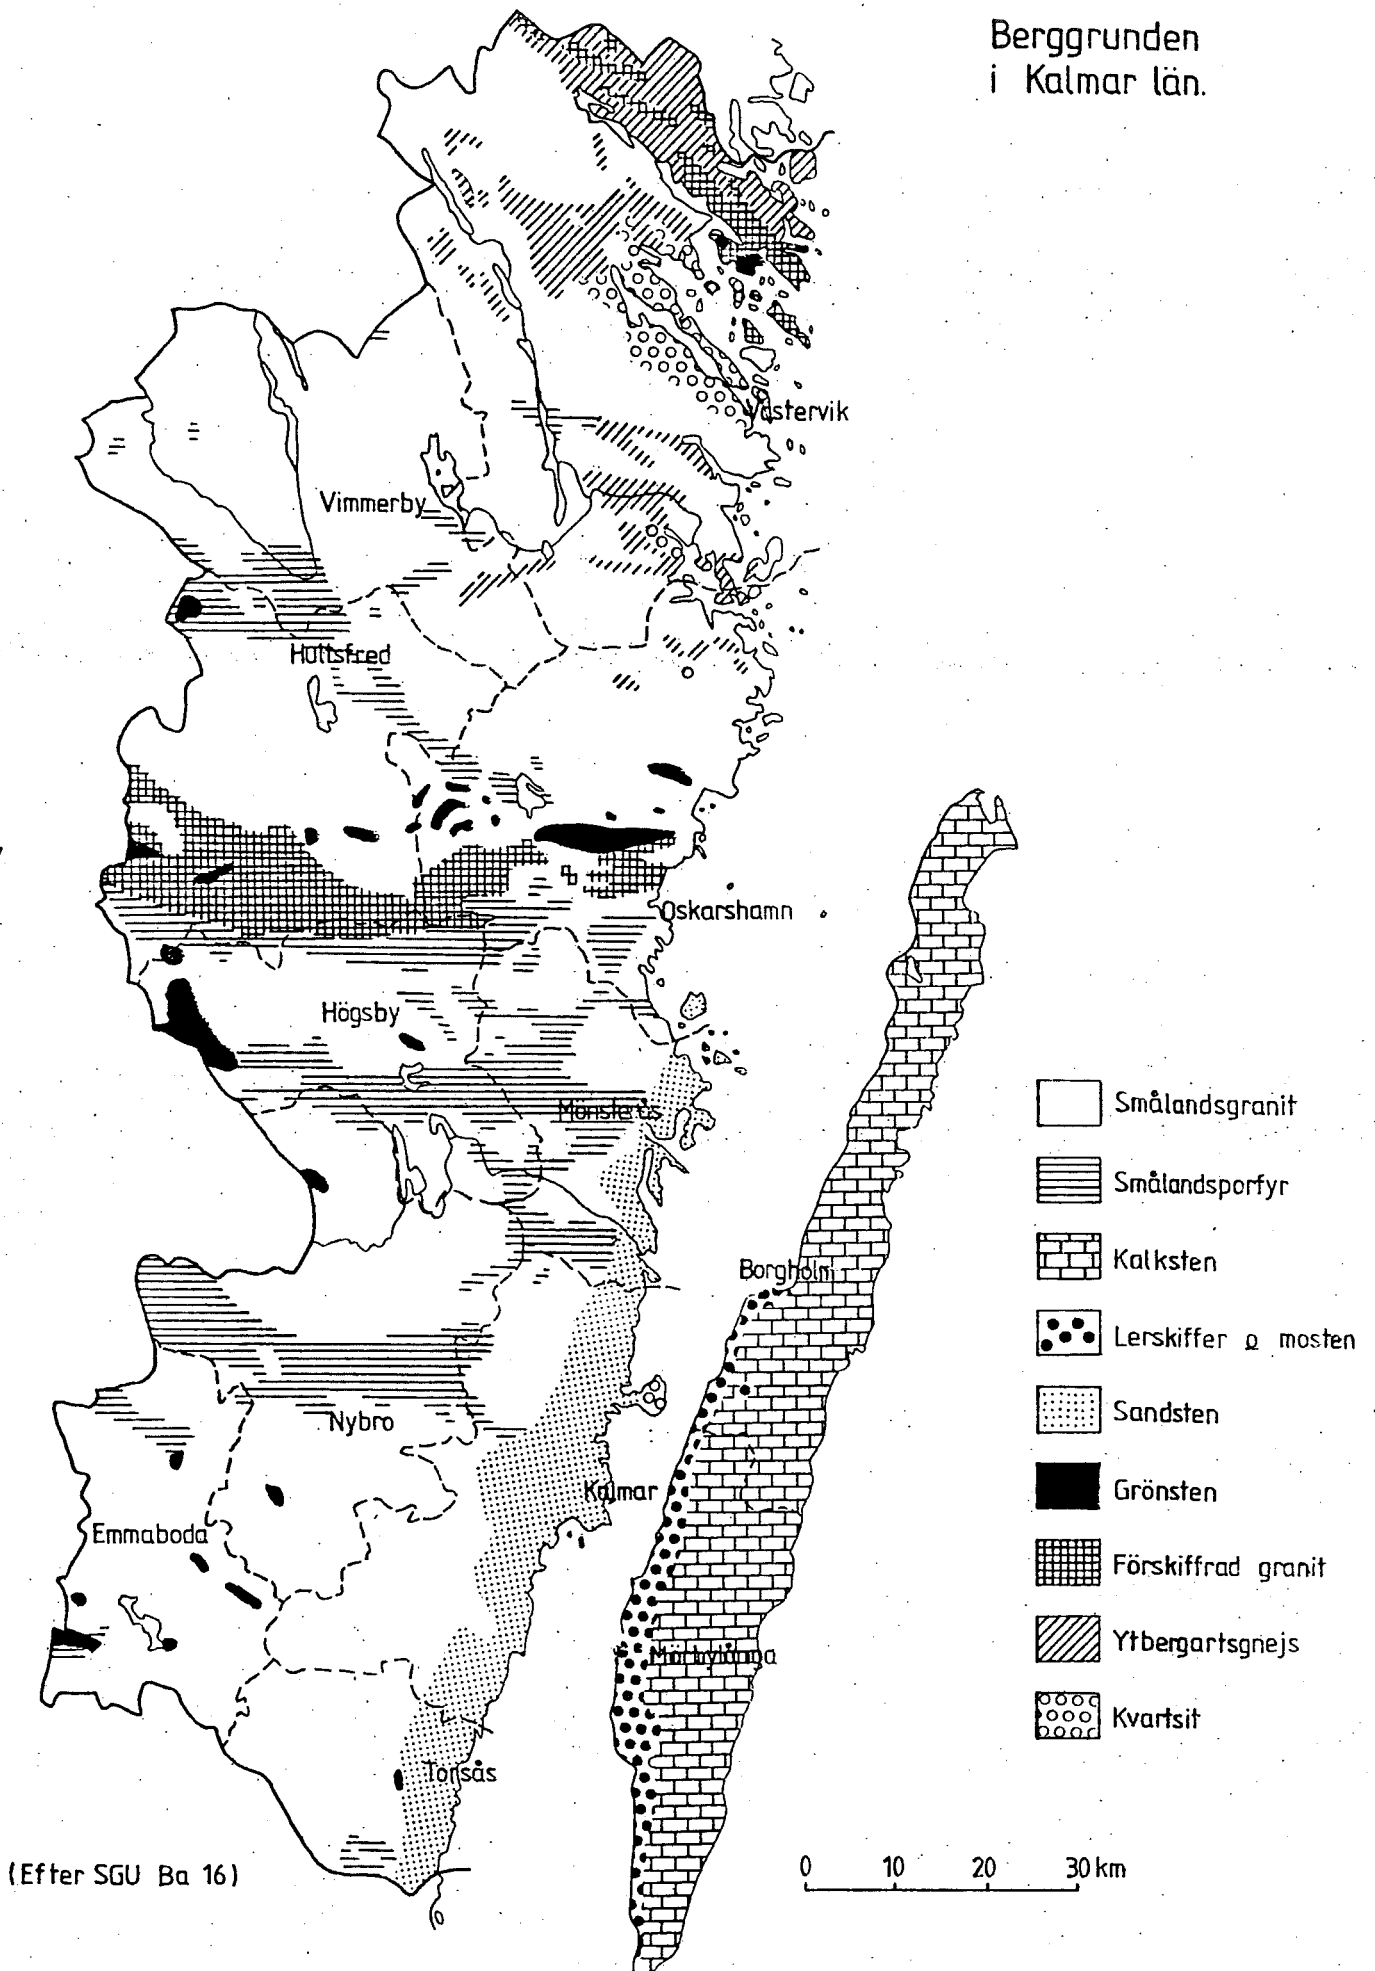 Berggrunden
i Kalmar län.
Västervik
Vimmerby
Hultsfred
Oskarshamn
Högsby
Mönsterås
Borgholm
Nybro
Kalmar
Emmaboda
Mörbylånga
Torsås
Smålandsgranit
Smålandsporfyr
Kalksten
Lerskiffer o mosten
Sandsten
Grönsten
Förskiffrad granit
Ytbergartsgnejs
Kvartsit
(Efter SGU Ba 16)
0 10 20 30 km